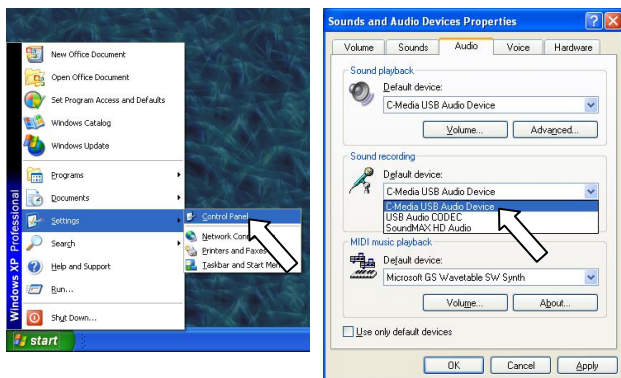 New Office Document
Open Office Document
Set Program Access and Defaults
Windows Catalog
Windows Update
Programs
Documents
Settings
Search
Help and Support
Run...
Shut Down...
Windows XP Professional
Control Panel
Network Con
Printers and Faxes
Taskbar and Start Men
start
Sounds and Audio Devices Properties
Volume Sounds Audio Voice Hardware
Sound playback
Default device:
C-Media USB Audio Device
Volume... Advanced...
Sound recording
Default device:
C-Media USB Audio Device
C-Media USB Audio Device
USB Audio CODEC
SoundMAX HD Audio
MIDI music playback
Default device:
Microsoft GS Wavetable SW Synth
Volume... About...
Use only default devices
OK Cancel Apply